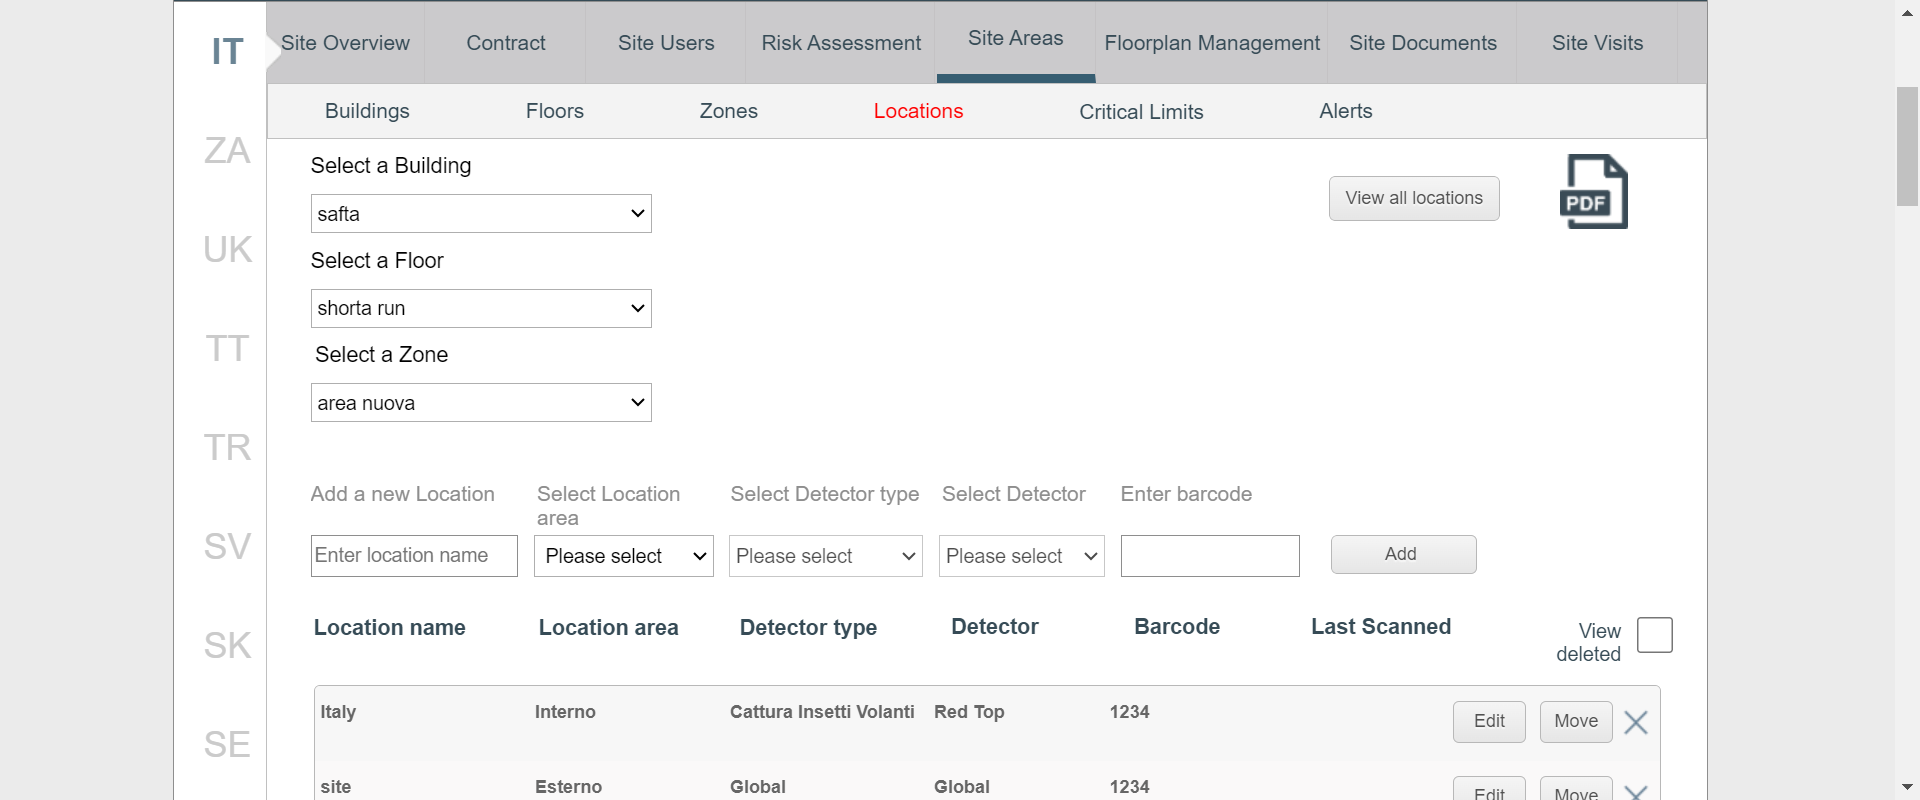 IT
Site Overview
Contract
Site Users
Risk Assessment
Site Areas
Floorplan Management
Site Documents
Site Visits
Buildings
Floors
Zones
Locations
Critical Limits
Alerts
ZA
UK
TT
TR
SV
SK
SE
Select a Building
safta
View all locations
PDF
Select a Floor
shorta run
Select a Zone
area nuova
Add a new Location
Select Location
area
Select Detector type
Select Detector
Enter barcode
Enter location name
Please select
Please select
Please select
Add
Location name
Location area
Detector type
Detector
Barcode
Last Scanned
View
deleted
Italy
Interno
Cattura Insetti Volanti
Red Top
1234
Edit
Move
site
Esterno
Global
Global
1234
Edit
Move